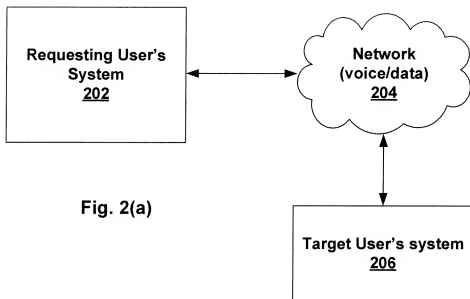 Requesting User's
System
202
Network
(voice/data)
204
Fig. 2(a)
Target User's system
206